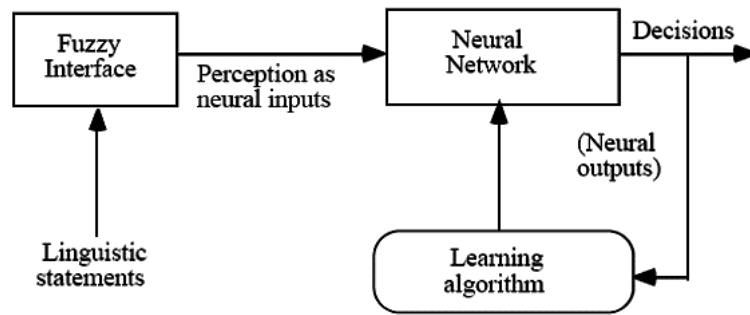 Fuzzy
Interface
Perception as
neural inputs
Neural
Network
Decisions
(Neural
outputs)
Linguistic
statements
Learning
algorithm